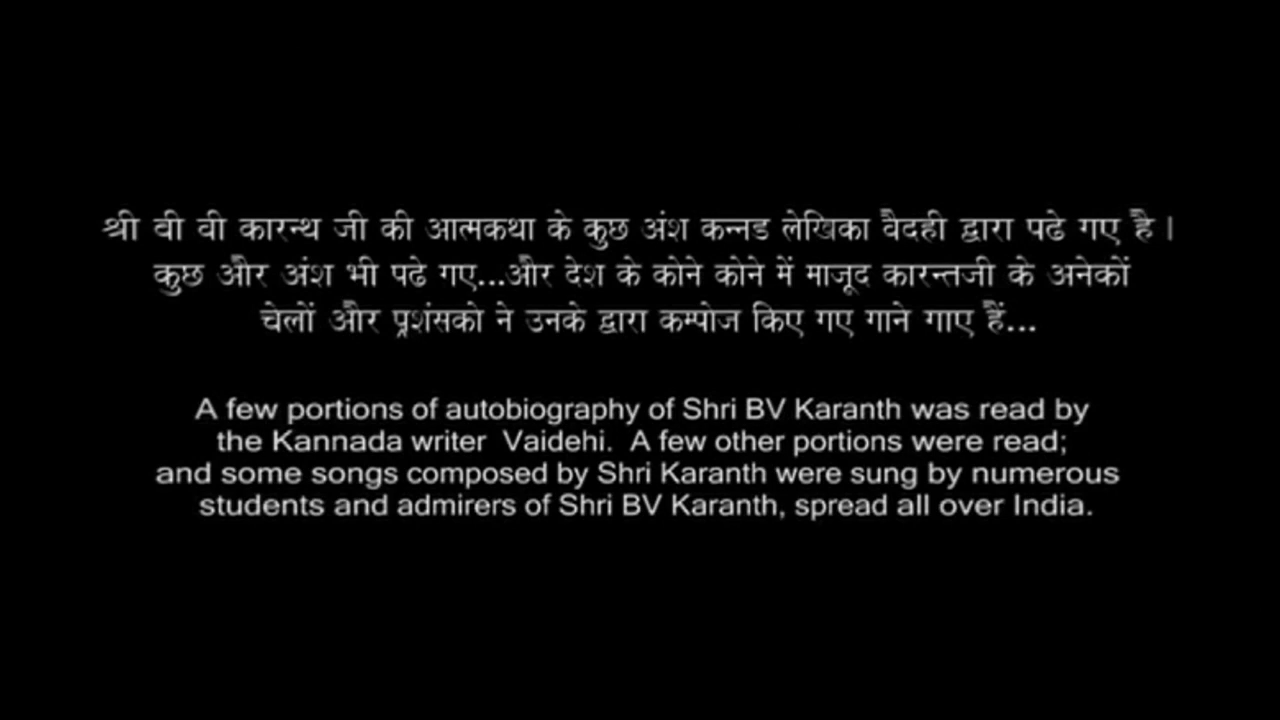 श्री वी वी कारन्थ जी की आत्मकथा के कुछ अंश कन्नड लेखिका वैदही द्वारा पढे गए है ।
कुछ और अंश भी पढे गए...और देश के कोने कोने में माजूद कारन्तजी के अनेकों
चेलों और प्रशंसको ने उनके द्वारा कम्पोज किए गए गाने गाए हैं...
A few portions of autobiography of Shri BV Karanth was read by
the Kannada writer Vaidehi. A few other portions were read;
and some songs composed by Shri Karanth were sung by numerous
students and admirers of Shri BV Karanth, spread all over India.